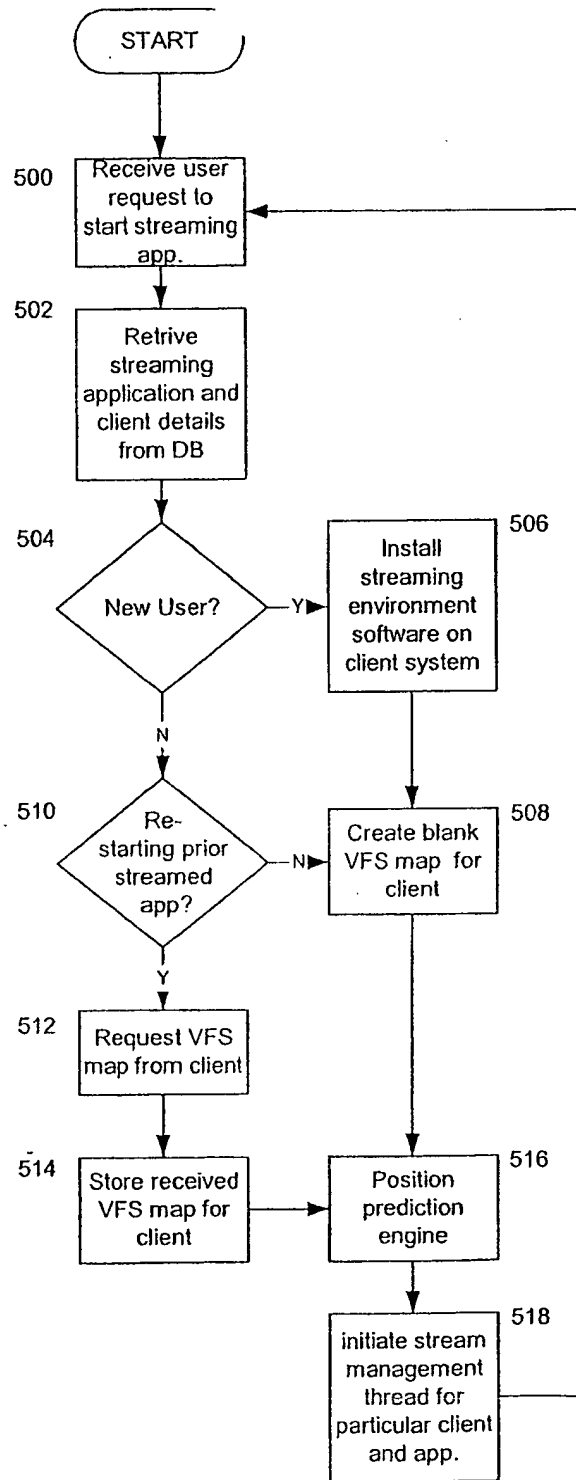 START
500
Receive user
request to
start streaming
app.
502
Retrive
streaming
application and
client details
from DB
504
New User?
Y
506
Install
streaming
environment
software on
client system
N
510
Re-
starting prior
streamed
app?
N
508
Create blank
VFS map for
client
Y
512
Request VFS
map from client
514
Store received
VFS map for
client
516
Position
prediction
engine
518
initiate stream
management
thread for
particular client
and app.